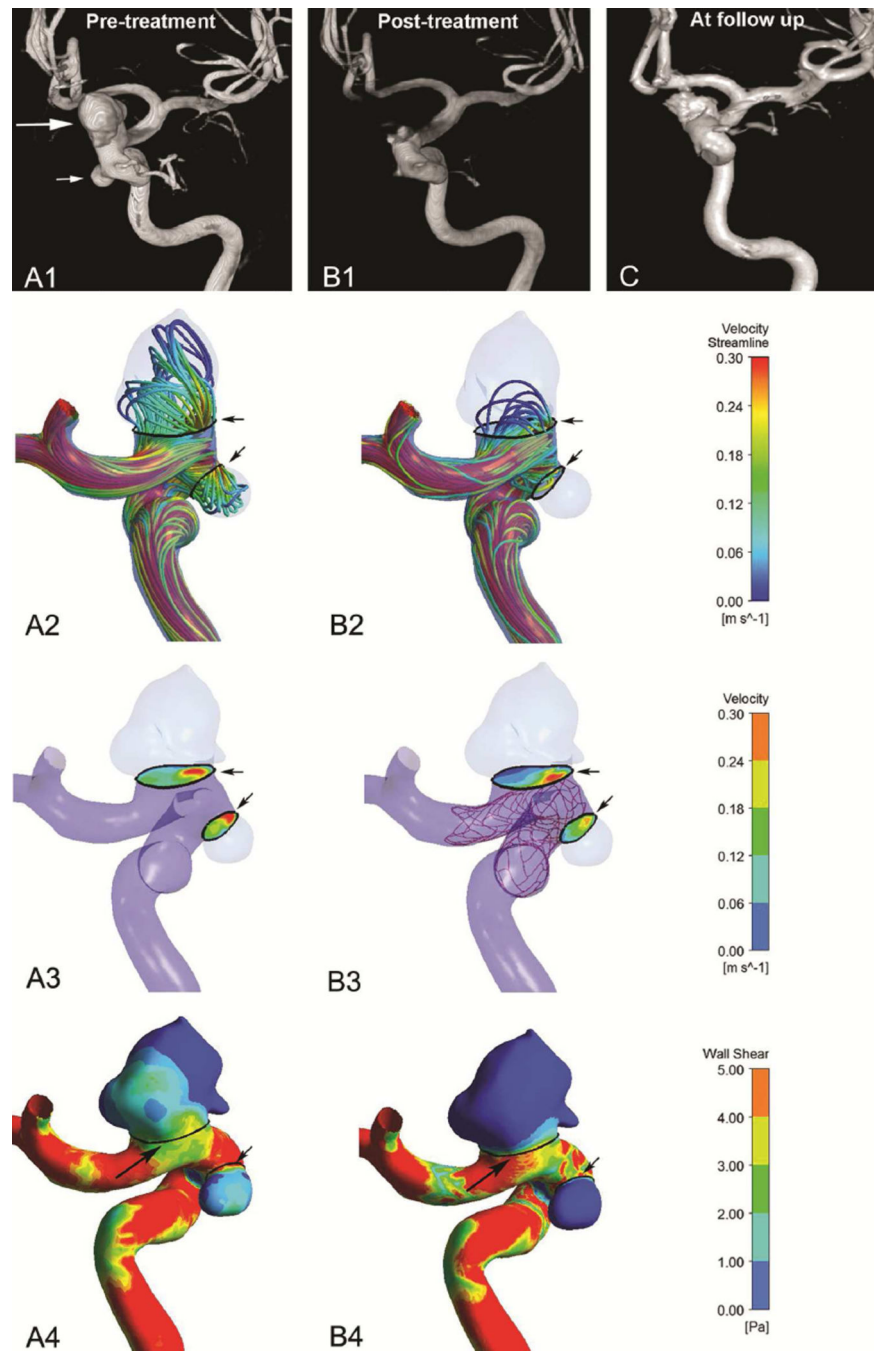 Pre-treatment
Post-treatment
At follow up
A1
B1
C
Velocity
Streamline
0.30
0.24
0.18
0.12
0.06
0.00
[m s^-1]
A2
B2
Velocity
0.30
0.24
0.18
0.12
0.06
0.00
[m s^-1]
A3
B3
Wall Shear
5.00
4.00
3.00
2.00
1.00
0.00
[Pa]
A4
B4